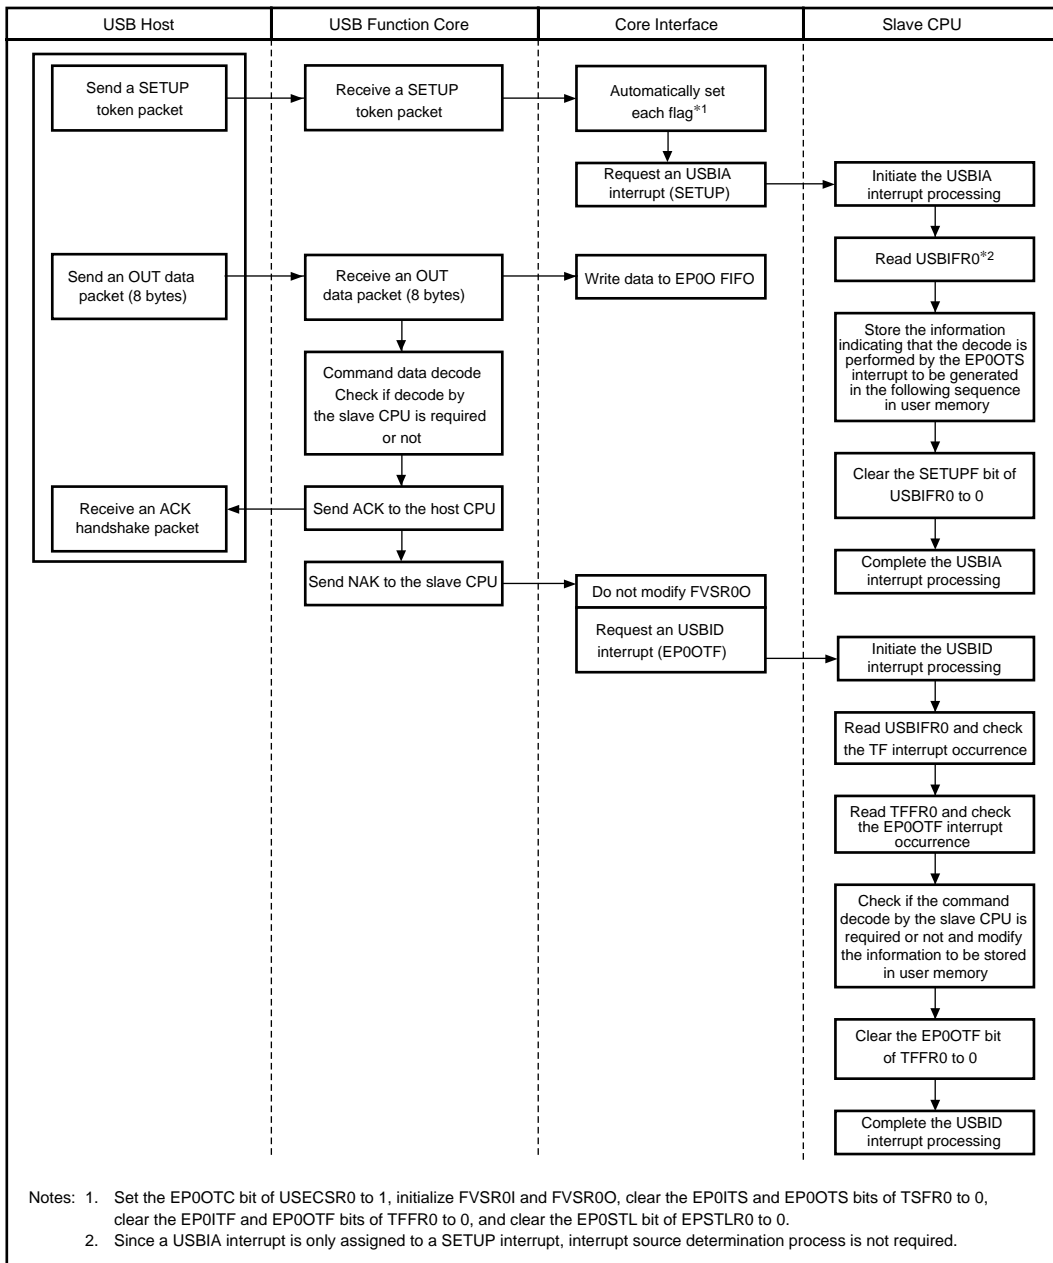 USB Host
USB Function Core
Core Interface
Slave CPU
Send a SETUP
token packet
Receive a SETUP
token packet
Automatically set
each flag*1
Request an USBIA
interrupt (SETUP)
Initiate the USBIA
interrupt processing
Read USBIFR0*2
Send an OUT data
packet (8 bytes)
Receive an OUT
data packet (8 bytes)
Write data to EP0O FIFO
Store the information
indicating that the decode is
performed by the EP0OTS
interrupt to be generated
in the following sequence
in user memory
Command data decode
Check if decode by
the slave CPU is required
or not
Clear the SETUPF bit of
USBIFR0 to 0
Receive an ACK
handshake packet
Send ACK to the host CPU
Complete the USBIA
interrupt processing
Send NAK to the slave CPU
Do not modify FVSR0O
Request an USBID
interrupt (EP0OTF)
Initiate the USBID
interrupt processing
Read USBIFR0 and check
the TF interrupt occurrence
Read TFFR0 and check
the EP0OTF interrupt
occurrence
Check if the command
decode by the slave CPU is
required or not and modify
the information to be stored
in user memory
Clear the EP0OTF bit
of TFFR0 to 0
Complete the USBID
interrupt processing
Notes: 1. Set the EP0OTC bit of USECSR0 to 1, initialize FVSR0I and FVSR0O, clear the EP0ITS and EP0OTS bits of TSFR0 to 0,
clear the EP0ITF and EP0OTF bits of TFFR0 to 0, and clear the EP0STL bit of EPSTLR0 to 0.
2. Since a USBIA interrupt is only assigned to a SETUP interrupt, interrupt source determination process is not required.